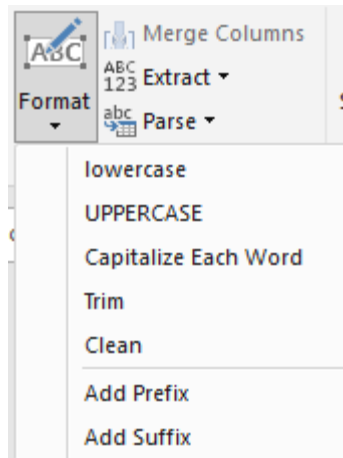 ABC
Format
Merge Columns
ABC
123 Extract
abc Parse
lowercase
UPPERCASE
Capitalize Each Word
Trim
Clean
Add Prefix
Add Suffix